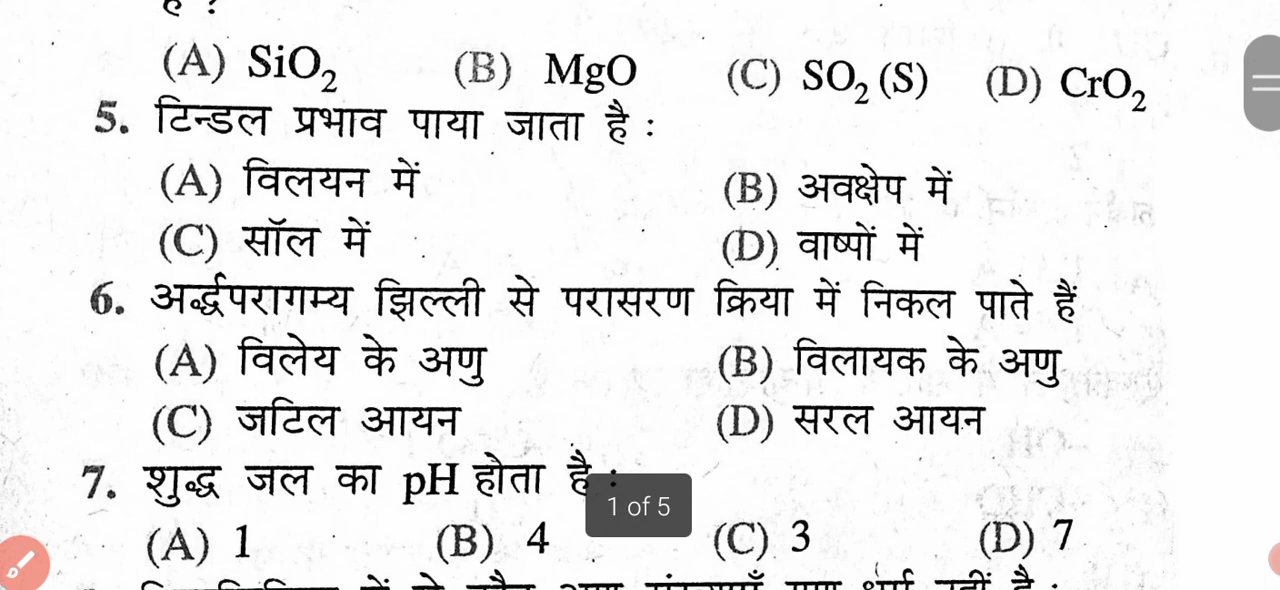 है ?
(A) SiO₂ (B) MgO (C) SO₂ (S) (D) CrO₂
5. टिन्डल प्रभाव पाया जाता है :
(A) विलयन में (B) अवक्षेप में
(C) सॉल में (D) वाष्पों में
6. अर्द्धपरागम्य झिल्ली से परासरण क्रिया में निकल पाते हैं
(A) विलेय के अणु (B) विलायक के अणु
(C) जटिल आयन (D) सरल आयन
7. शुद्ध जल का pH होता है :
1 of 5
(A) 1 (B) 4 (C) 3 (D) 7